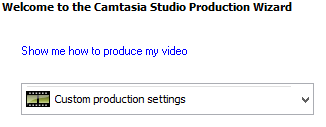 Welcome to the Camtasia Studio Production Wizard
Show me how to produce my video
Custom production settings